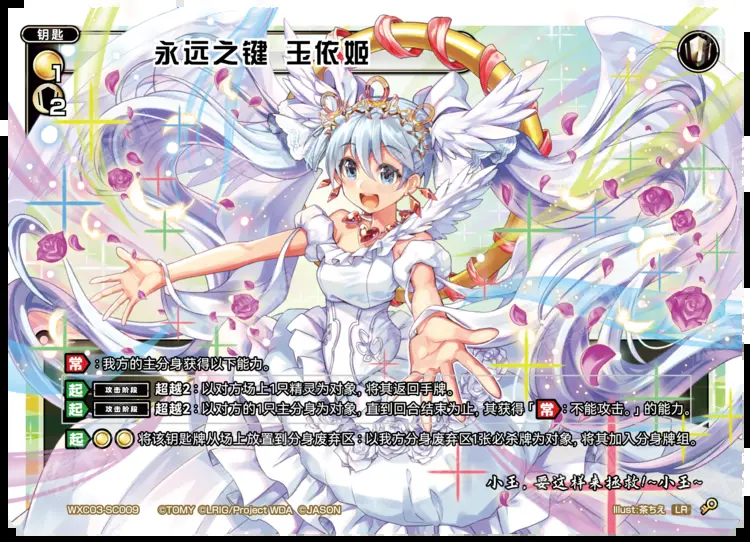 钥匙
永远之键 玉依姬
1
2
常：我方的主分身获得以下能力。
起 攻击阶段 超越2：以对方场上1只精灵为对象，将其返回手牌。
起 攻击阶段 超越2：以对方的1只主分身为对象，直到回合结束为止，其获得「常：不能攻击。」的能力。
起 将该钥匙牌从场上放置到分身废弃区：以我方分身废弃区1张必杀牌为对象，将其加入分身牌组。
小玉，要这样来拯救！~小玉~
WXC03-SC009 ©TOMY ©LRIG/Project WDA ©JASON Illust:茶ちえ LR